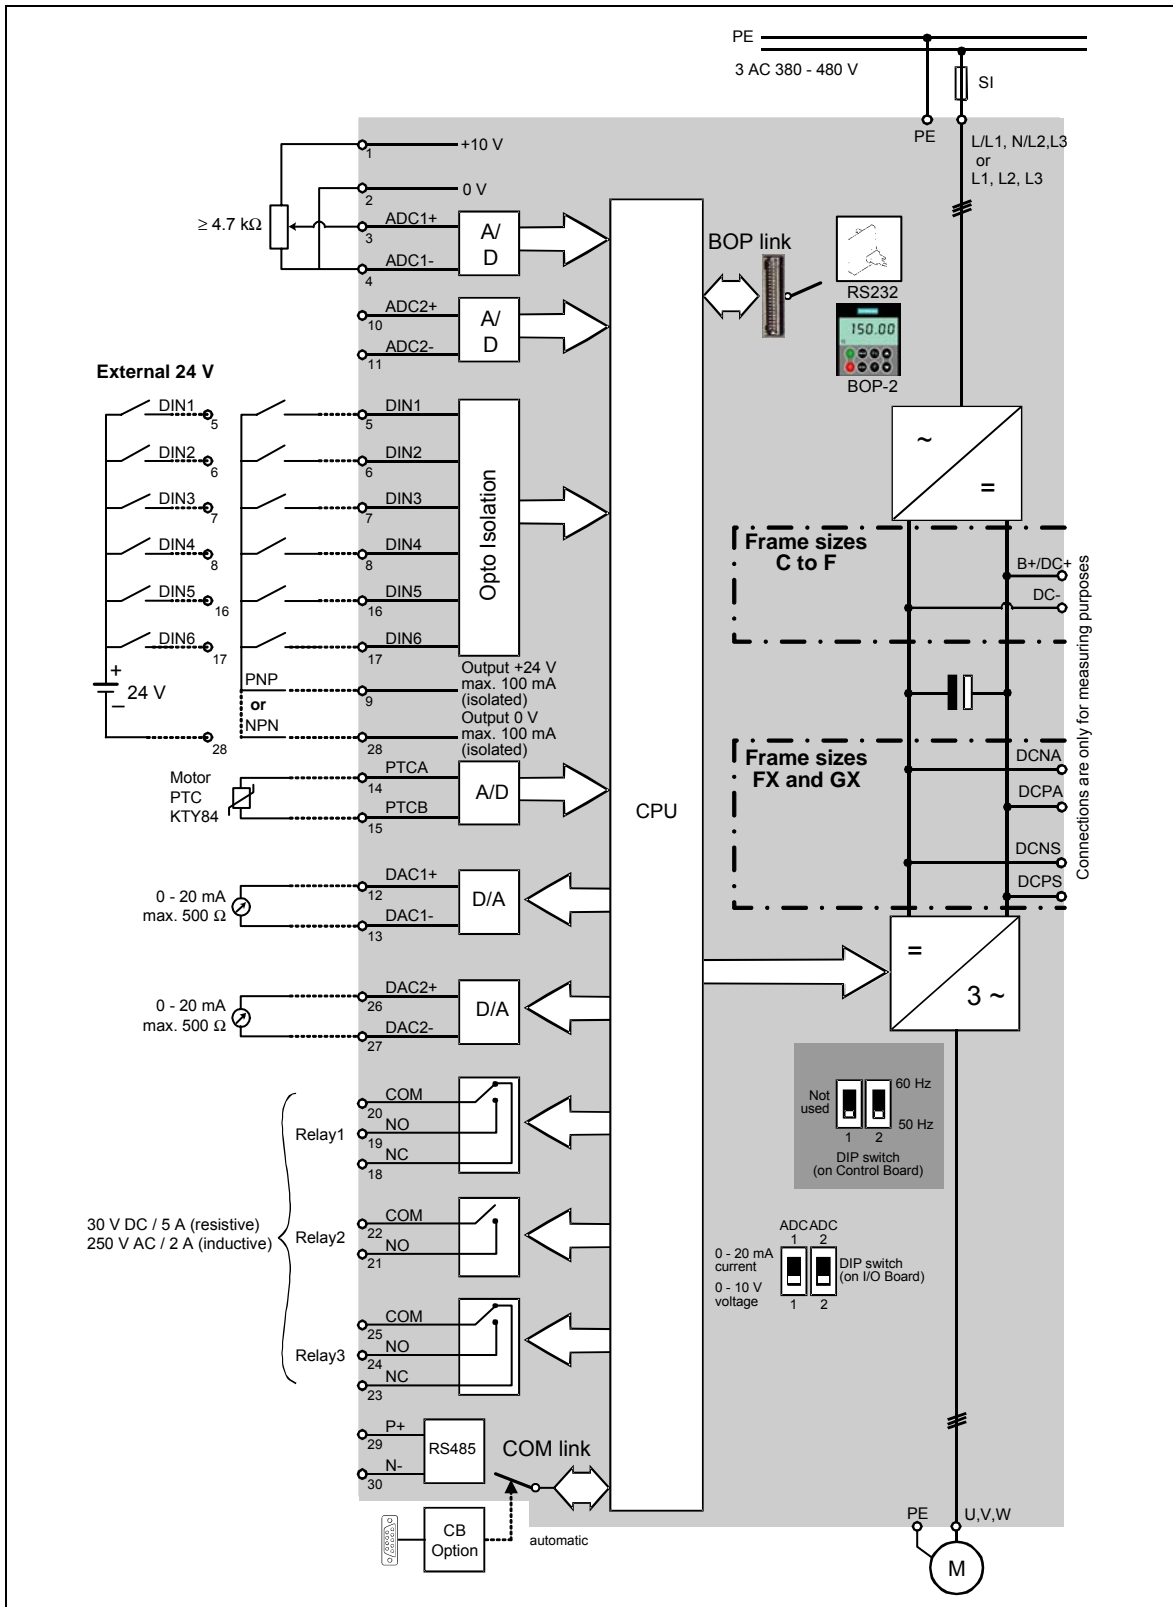 PE
3 AC 380 - 480 V
SI
PE
L/L1, N/L2,L3
or
L1, L2, L3
1
+10 V
2
0 V
≥ 4.7 kΩ
3
ADC1+
A/
D
4
ADC1-
10
ADC2+
A/
D
11
ADC2-
BOP link
RS232
150.00
BOP-2
External 24 V
DIN1
5
DIN2
6
DIN3
7
DIN4
8
DIN5
16
DIN6
17
+
24 V
–
28
DIN1
5
DIN2
6
DIN3
7
DIN4
8
DIN5
16
DIN6
17
Opto Isolation
PNP
or
NPN
9
Output +24 V
max. 100 mA
(isolated)
28
Output 0 V
max. 100 mA
(isolated)
Motor
PTC
KTY84
PTCA
14
PTCB
15
A/D
CPU
~
=
Frame sizes
C to F
B+/DC+
DC-
Frame sizes
FX and GX
DCNA
DCPA
DCNS
DCPS
Connections are only for measuring purposes
=
3 ~
0 - 20 mA
max. 500 Ω
DAC1+
12
DAC1-
13
D/A
0 - 20 mA
max. 500 Ω
DAC2+
26
DAC2-
27
D/A
Not
used
60 Hz
50 Hz
1 2
DIP switch
(on Control Board)
30 V DC / 5 A (resistive)
250 V AC / 2 A (inductive)
Relay1
COM
20
NO
19
NC
18
Relay2
COM
22
NO
21
Relay3
COM
25
NO
24
NC
23
ADC ADC
1 2
0 - 20 mA
current
0 - 10 V
voltage
1 2
DIP switch
(on I/O Board)
P+
29
N-
30
RS485
COM link
CB
Option
automatic
PE
U,V,W
M